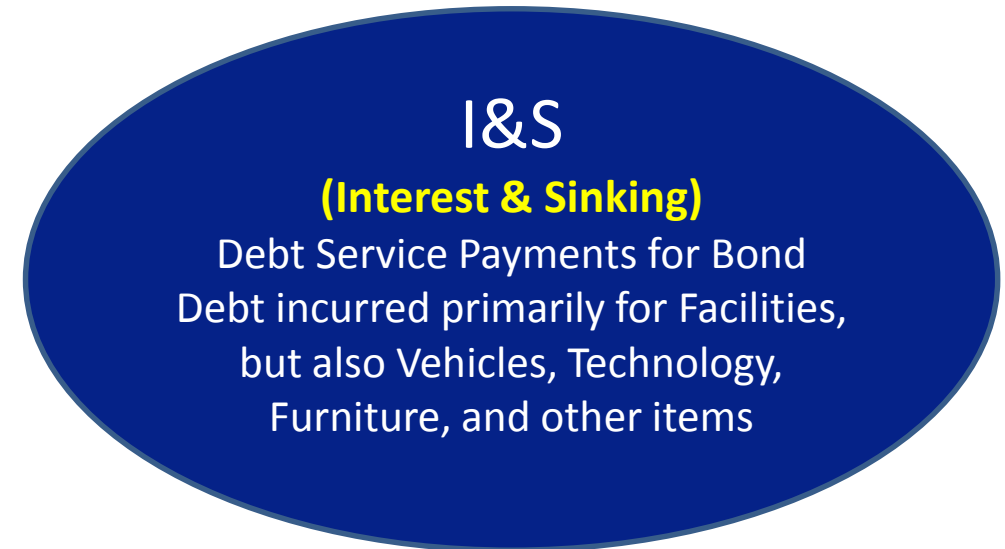 I&S
(Interest & Sinking)
Debt Service Payments for Bond
Debt incurred primarily for Facilities,
but also Vehicles, Technology,
Furniture, and other items